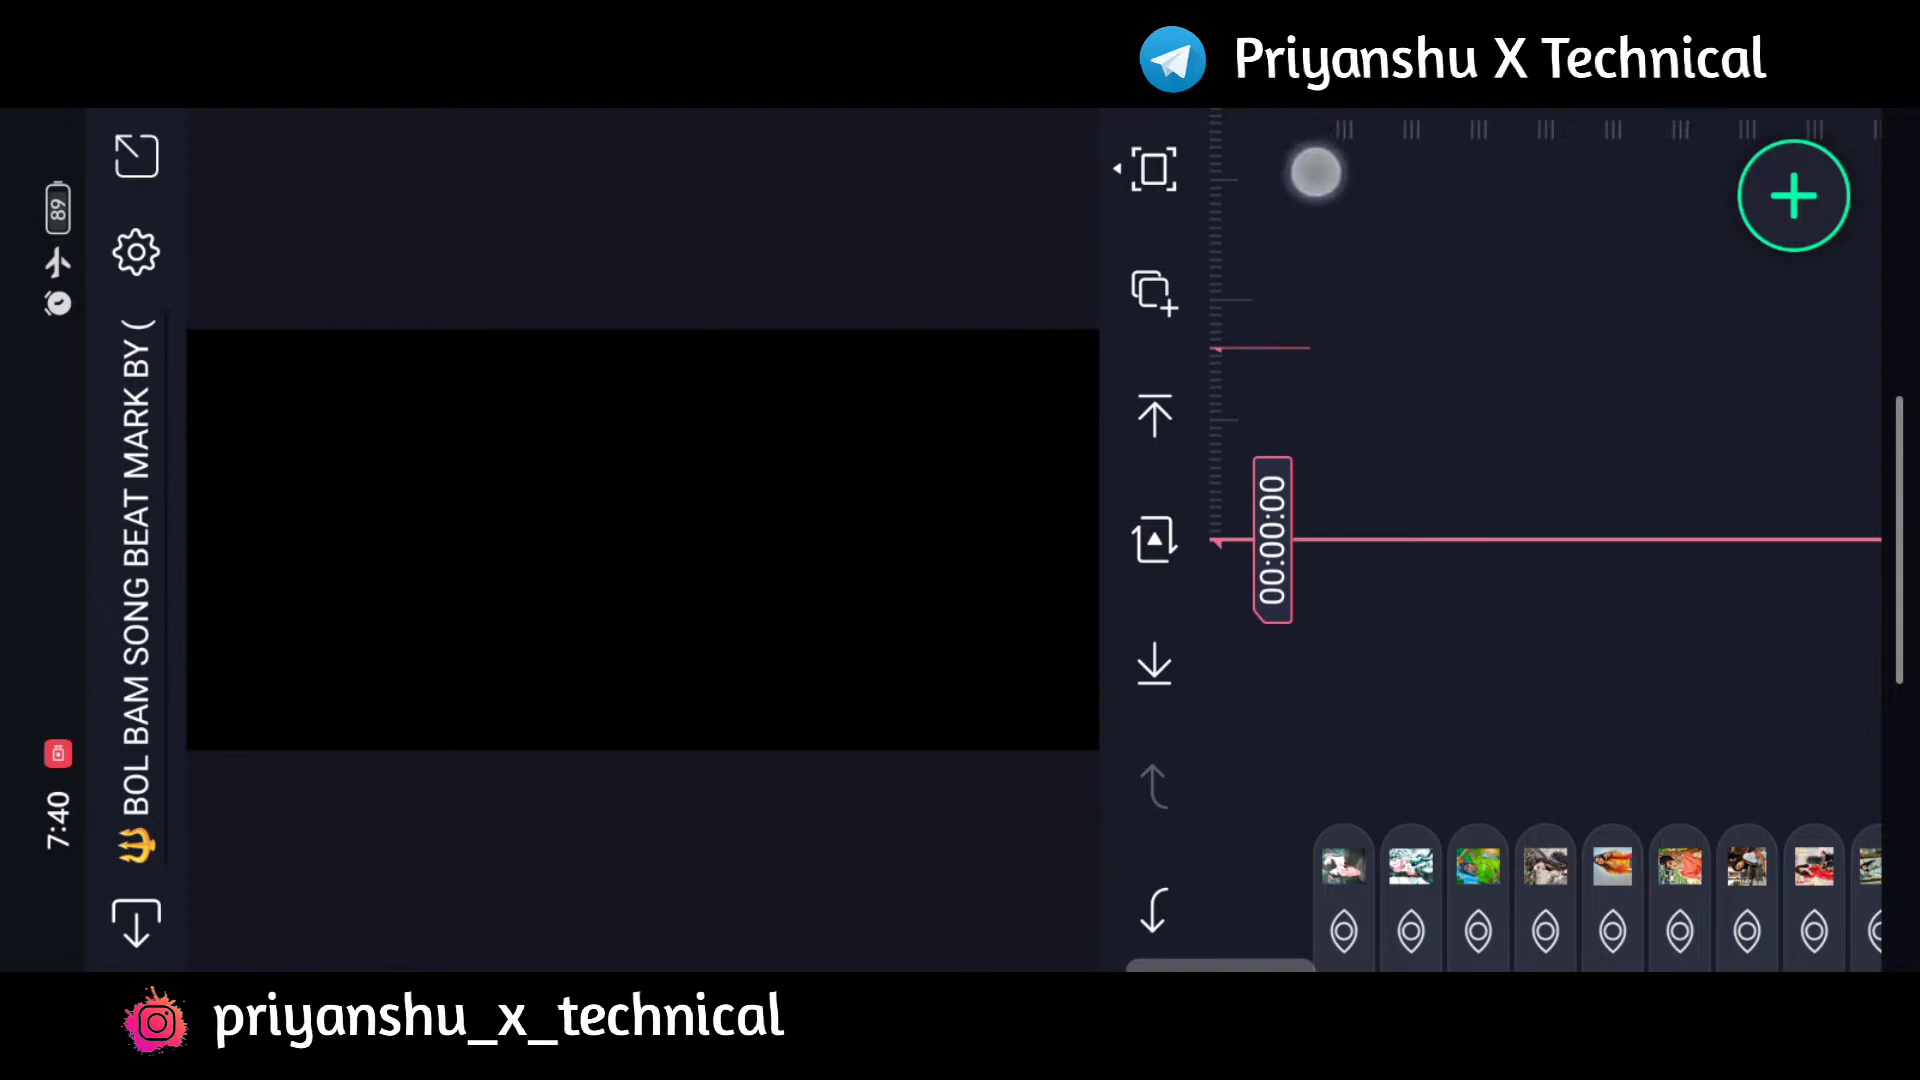 Priyanshu X Technical
89
7:40
🔱 BOL BAM SONG BEAT MARK BY (
00:00:00
priyanshu_x_technical